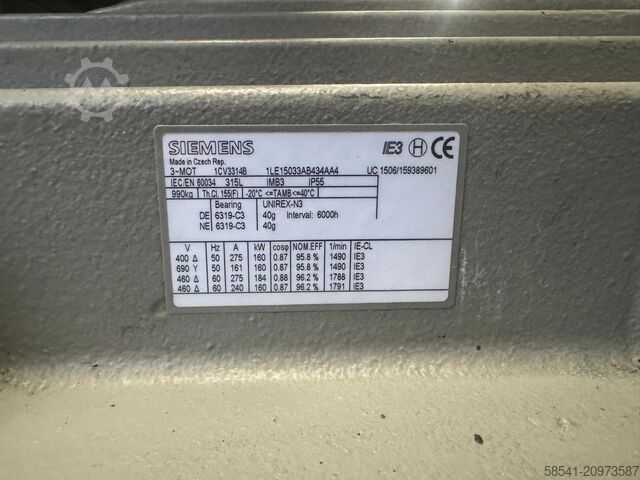 SIEMENS IE3 H CE
Made in Czech Rep.
3~MOT 1CV3314B 1LE15033AB434AA4 UC 1506/159389601
IEC/EN 60034 315L IMB3 IP55
990kg Th.Cl. 155(F) -20°C <=TAMB<=40°C
Bearing UNIREX-N3
DE 6319-C3 40g Interval: 6000h
NE 6319-C3 40g
V Hz A kW cosφ NOM.EFF 1/min IE-CL
400 Δ 50 275 160 0.87 95.8 % 1490 IE3
690 Y 50 161 160 0.87 95.8 % 1490 IE3
460 Δ 60 275 184 0.88 96.2 % 1788 IE3
460 Δ 60 240 160 0.87 96.2 % 1791 IE3
58541-20973587